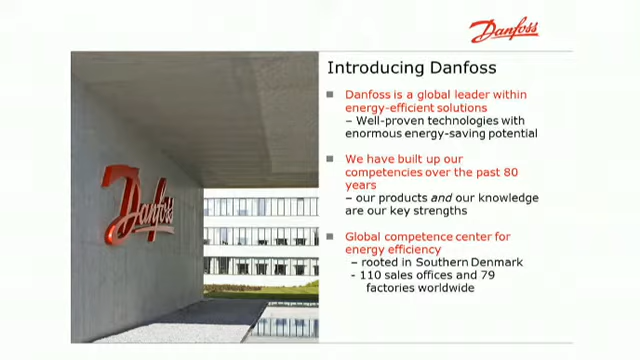 Danfoss
Introducing Danfoss
Danfoss is a global leader within
energy-efficient solutions
– Well-proven technologies with
enormous energy-saving potential
We have built up our
competencies over the past 80
years
– our products and our knowledge
are our key strengths
Global competence center for
energy efficiency
– rooted in Southern Denmark
- 110 sales offices and 79
factories worldwide
Danfoss